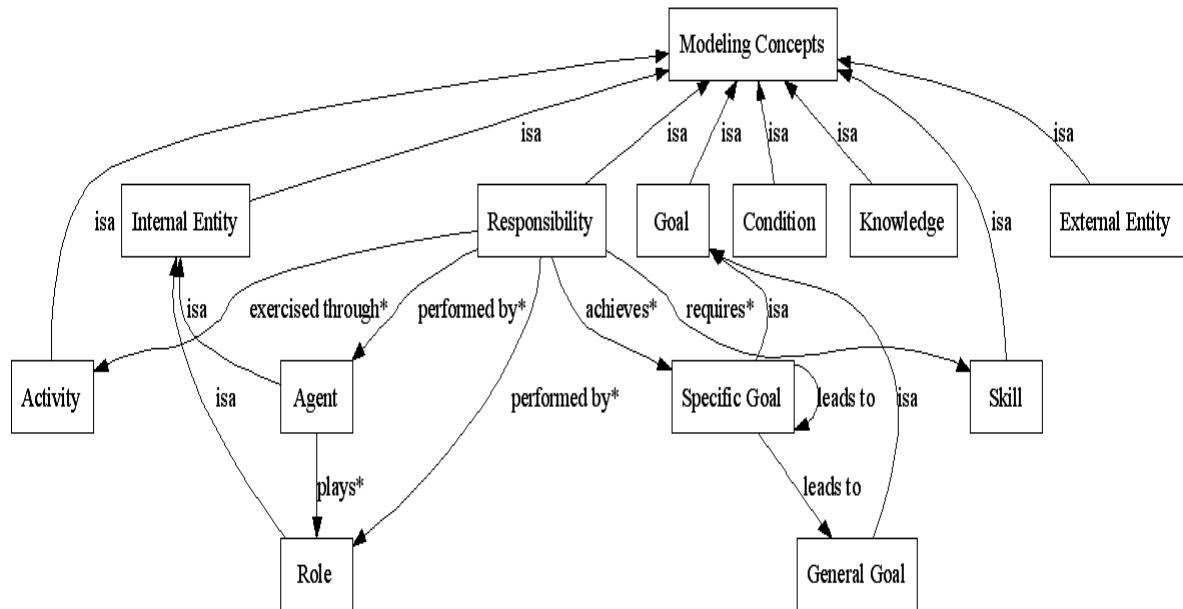 Modeling Concepts
isa
isa
isa
isa
isa
Internal Entity
Responsibility
Goal
Condition
Knowledge
External Entity
isa
isa
isa
exercised through*
performed by*
achieves*
isa
requires*
Activity
isa
Agent
performed by*
Specific Goal
leads to
isa
Skill
plays*
leads to
Role
General Goal